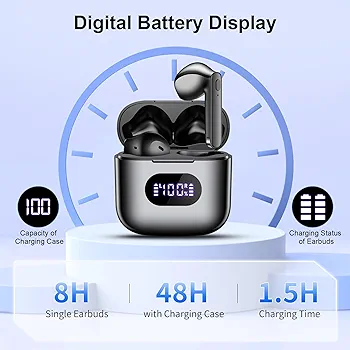 Digital Battery Display
100
Capacity of
Charging Case
Charging Status
of Earbuds
8H
48H
1.5H
Single Earbuds
with Charging Case
Charging Time